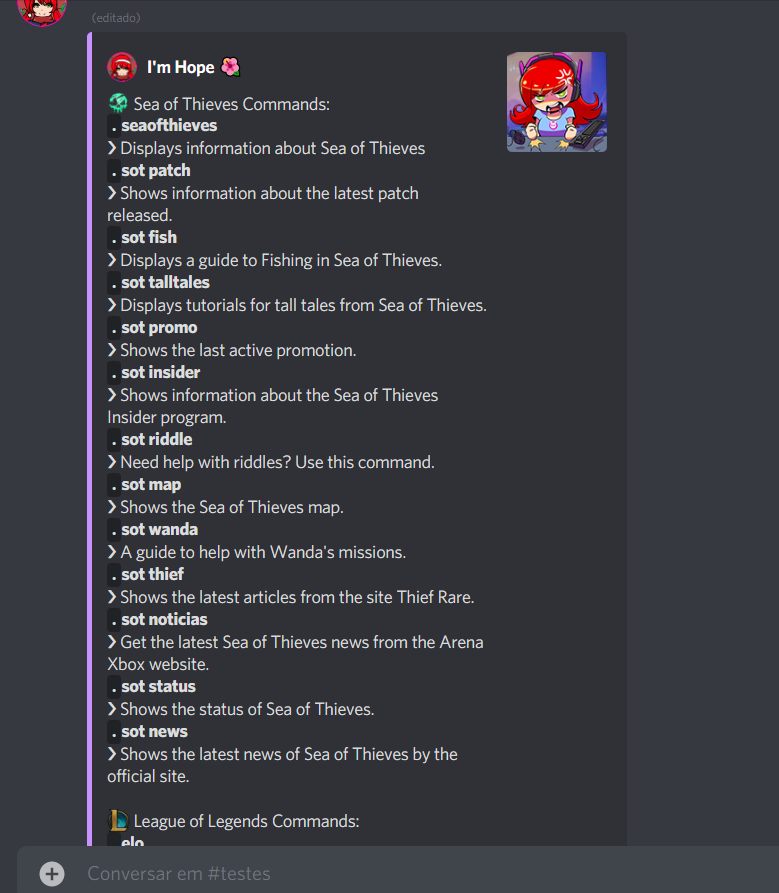 (editado)
I'm Hope 🌺
Sea of Thieves Commands:
. seaofthieves
❯ Displays information about Sea of Thieves
. sot patch
❯ Shows information about the latest patch
released.
. sot fish
❯ Displays a guide to Fishing in Sea of Thieves.
. sot talltales
❯ Displays tutorials for tall tales from Sea of Thieves.
. sot promo
❯ Shows the last active promotion.
. sot insider
❯ Shows information about the Sea of Thieves
Insider program.
. sot riddle
❯ Need help with riddles? Use this command.
. sot map
❯ Shows the Sea of Thieves map.
. sot wanda
❯ A guide to help with Wanda's missions.
. sot thief
❯ Shows the latest articles from the site Thief Rare.
. sot noticias
❯ Get the latest Sea of Thieves news from the Arena
Xbox website.
. sot status
❯ Shows the status of Sea of Thieves.
. sot news
❯ Shows the latest news of Sea of Thieves by the
official site.
League of Legends Commands:
elo
Conversar em #testes